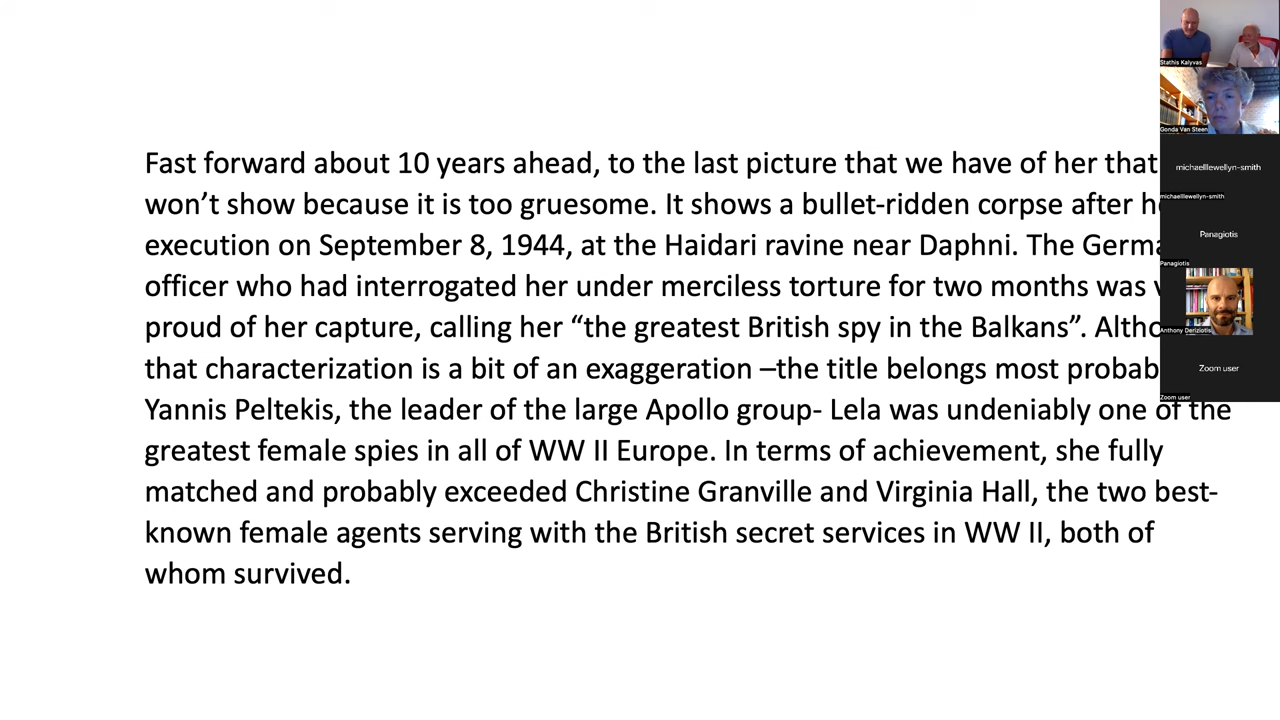 Fast forward about 10 years ahead, to the last picture that we have of her that
won’t show because it is too gruesome. It shows a bullet-ridden corpse after
execution on September 8, 1944, at the Haidari ravine near Daphni. The
officer who had interrogated her under merciless torture for two months was
proud of her capture, calling her “the greatest British spy in the Balkans”.
that characterization is a bit of an exaggeration –the title belongs most
Yannis Peltekis, the leader of the large Apollo group- Lela was undeniably one of the
greatest female spies in all of WW II Europe. In terms of achievement, she fully
matched and probably exceeded Christine Granville and Virginia Hall, the two best-
known female agents serving with the British secret services in WW II, both of
whom survived.
Stathis Kalyvas
Gonda Van Steen
michaelllewellyn-smith
michaelllewellyn-smith
Panagiotis
Panagiotis
Anthony Deriziotis
Zoom user
Zoom user